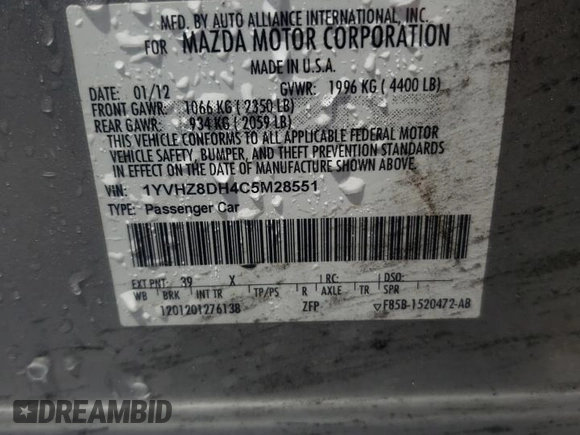 MFD. BY AUTO ALLIANCE INTERNATIONAL, INC.
FOR MAZDA MOTOR CORPORATION
MADE IN U.S.A.
DATE: 01/12 GVWR: 1996 KG ( 4400 LB)
FRONT GAWR: 1066 KG ( 2350 LB)
REAR GAWR: 934 KG ( 2059 LB)
THIS VEHICLE CONFORMS TO ALL APPLICABLE FEDERAL MOTOR
VEHICLE SAFETY, BUMPER, AND THEFT PREVENTION STANDARDS
IN EFFECT ON THE DATE OF MANUFACTURE SHOWN ABOVE.
VIN: 1YVHZ8DH4C5M28551
TYPE: Passenger Car
EXT PNT: 39 X RC: DSO:
WB BRK INT TR TP/PS R AXLE TR SPR
1201201276138 ZFP F85B-1520472-AB
DREAMBID